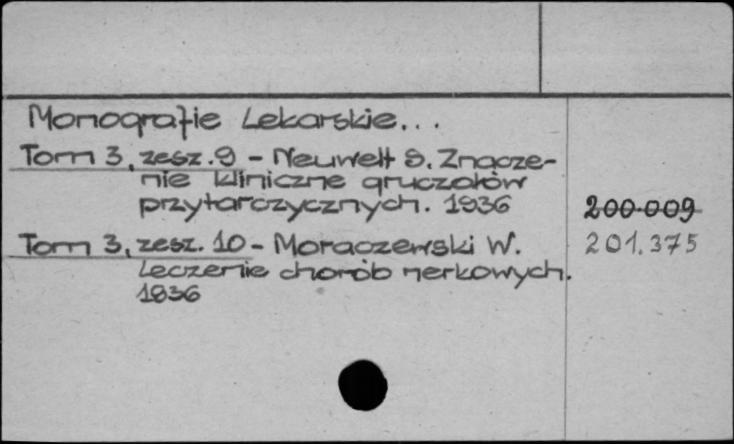 Monografie Lekarskie...
Tom 3, zesz. 9 - Neuwelt S. Znacze-
nie kliniczne gruczołów
przytarczycznych. 1936
200.009
Tom 3, zesz. 10 - Moraczewski W.
201.375
Leczenie chorób nerkowych.
1936